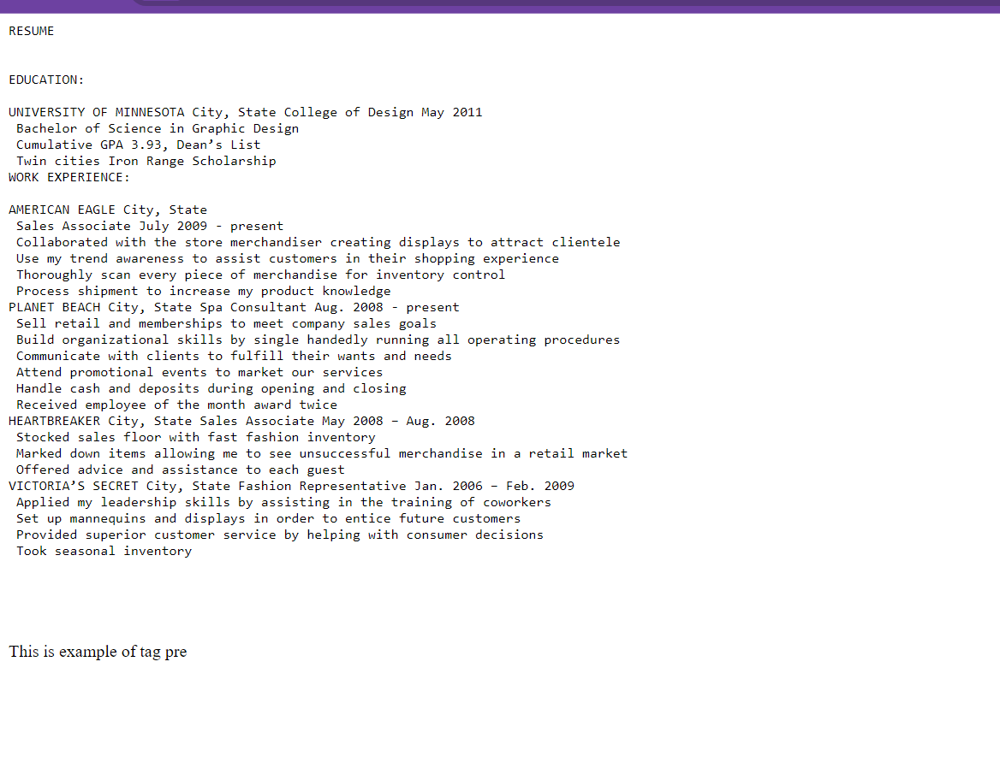 RESUME
EDUCATION:
UNIVERSITY OF MINNESOTA City, State College of Design May 2011
Bachelor of Science in Graphic Design
Cumulative GPA 3.93, Dean’s List
Twin cities Iron Range Scholarship
WORK EXPERIENCE:
AMERICAN EAGLE City, State
Sales Associate July 2009 - present
Collaborated with the store merchandiser creating displays to attract clientele
Use my trend awareness to assist customers in their shopping experience
Thoroughly scan every piece of merchandise for inventory control
Process shipment to increase my product knowledge
PLANET BEACH City, State Spa Consultant Aug. 2008 - present
Sell retail and memberships to meet company sales goals
Build organizational skills by single handedly running all operating procedures
Communicate with clients to fulfill their wants and needs
Attend promotional events to market our services
Handle cash and deposits during opening and closing
Received employee of the month award twice
HEARTBREAKER City, State Sales Associate May 2008 – Aug. 2008
Stocked sales floor with fast fashion inventory
Marked down items allowing me to see unsuccessful merchandise in a retail market
Offered advice and assistance to each guest
VICTORIA’S SECRET City, State Fashion Representative Jan. 2006 – Feb. 2009
Applied my leadership skills by assisting in the training of coworkers
Set up mannequins and displays in order to entice future customers
Provided superior customer service by helping with consumer decisions
Took seasonal inventory
This is example of tag pre